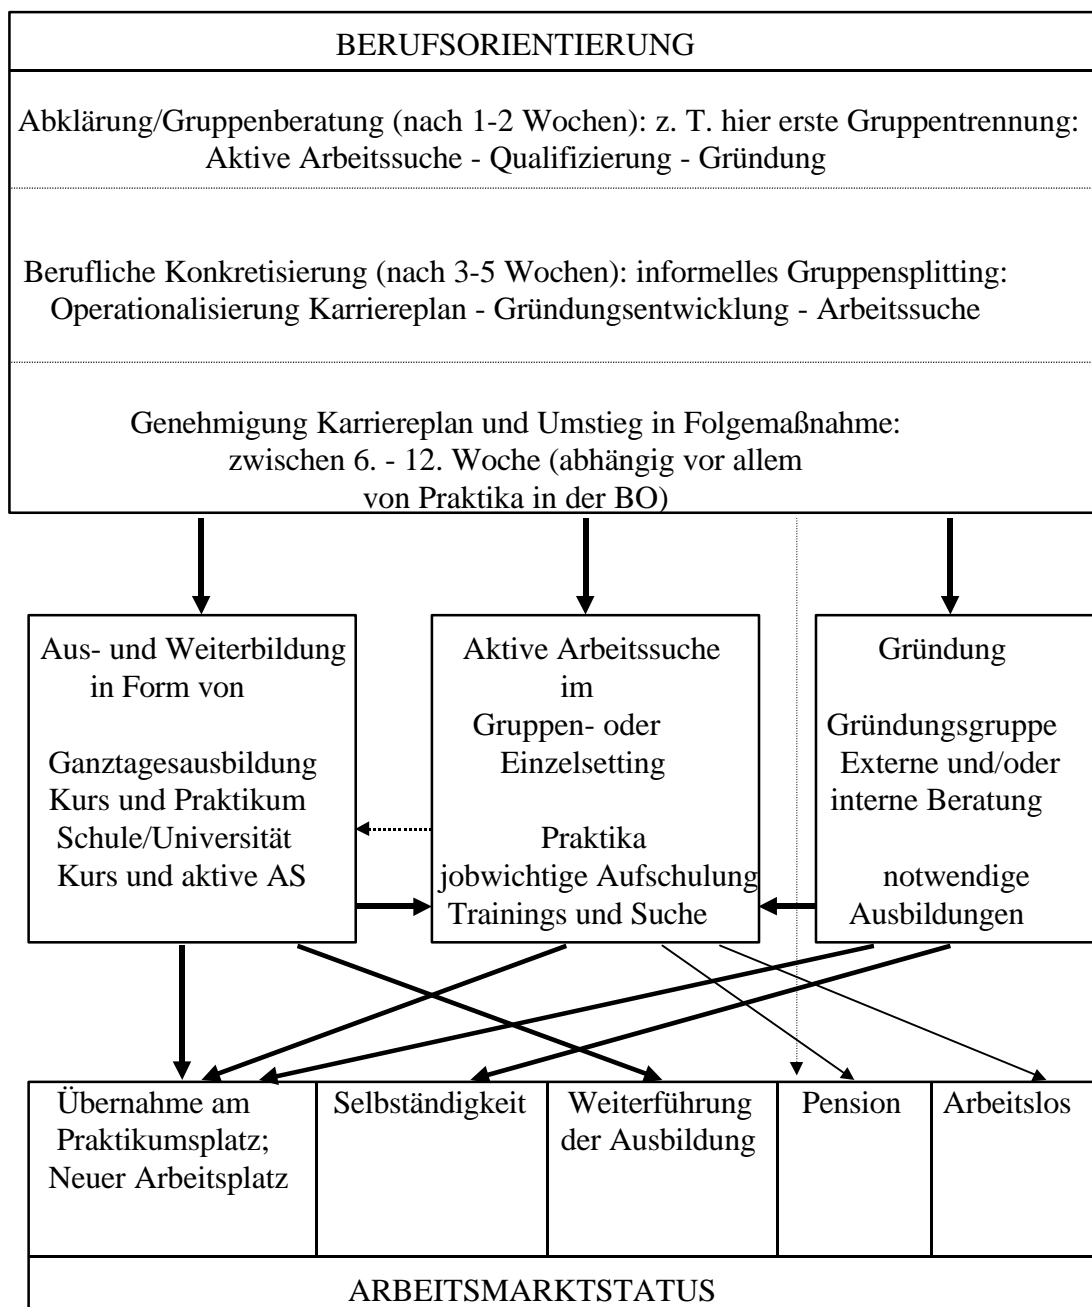 BERUFSORIENTIERUNG
Abklärung/Gruppenberatung (nach 1-2 Wochen): z. T. hier erste Gruppentrennung:
Aktive Arbeitssuche - Qualifizierung - Gründung
Berufliche Konkretisierung (nach 3-5 Wochen): informelles Gruppensplitting:
Operationalisierung Karriereplan - Gründungsentwicklung - Arbeitssuche
Genehmigung Karriereplan und Umstieg in Folgemaßnahme:
zwischen 6. - 12. Woche (abhängig vor allem
von Praktika in der BO)
Aus- und Weiterbildung
in Form von
Ganztagesausbildung
Kurs und Praktikum
Schule/Universität
Kurs und aktive AS
Aktive Arbeitssuche
im
Gruppen- oder
Einzelsetting
Praktika
jobwichtige Aufschulung
Trainings und Suche
Gründung
Gründungsgruppe
Externe und/oder
interne Beratung
notwendige
Ausbildungen
Übernahme am
Praktikumsplatz;
Neuer Arbeitsplatz
Selbständigkeit
Weiterführung
der Ausbildung
Pension
Arbeitslos
ARBEITSMARKTSTATUS